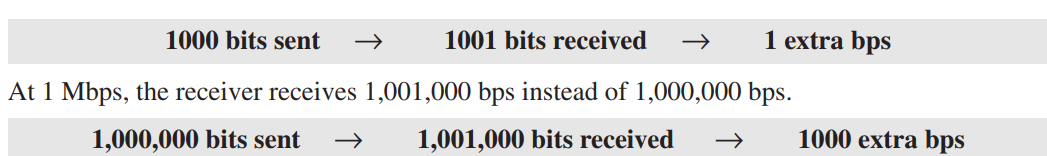 1000 bits sent → 1001 bits received → 1 extra bps
At 1 Mbps, the receiver receives 1,001,000 bps instead of 1,000,000 bps.
1,000,000 bits sent → 1,001,000 bits received → 1000 extra bps